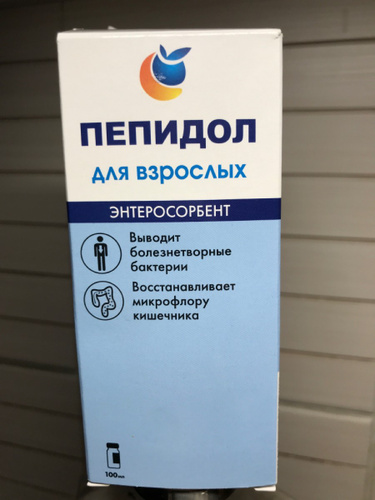 ПЕПИДОЛ
для взрослых
ЭНТЕРОСОРБЕНТ
Выводит
болезнетворные
бактерии
Восстанавливает
микрофлору
кишечника
100мл